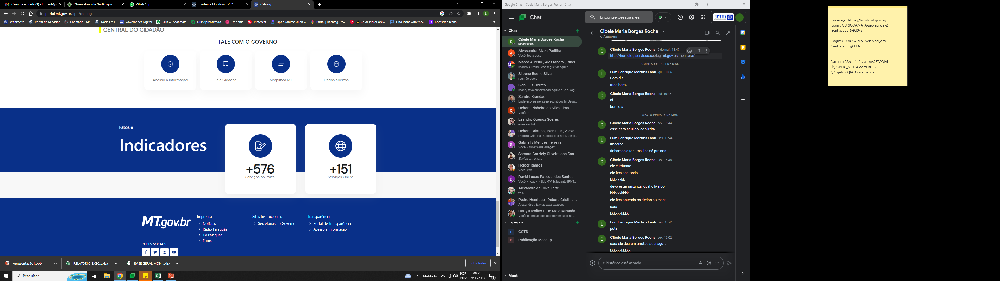 Caixa de entrada (1) - luizfanti@
Observatório de Gestão.qvw
WhatsApp
.: Sistema Monitora :. V. 2.0
Catalog
portal.mt.gov.br/app/catalog
WebPonto
Portal do Servidor
Chamado - SIS
Dados MT
Governança Digital
Qlik Curiodamata
Qlik Aprendizado
Dribbble
Pinterest
Open-Source UI ele...
Portal | Hashtag Tre...
Color Picker onli...
Find Icons with the...
Bootstrap Icons
»
CENTRAL DO CIDADÃO
FALE COM O GOVERNO
Acesso à informação
Fale Cidadão
Simplifica MT
Dados abertos
Fatos e
Indicadores
+576
Serviços no Portal
+151
Serviços Online
MT.gov.br
Imprensa
Notícias
Rádio Paiaguás
TV Paiaguás
Fotos
Sites Institucionais
Secretarias do Governo
Transparência
Portal de Transparência
Acesso à Informação
REDES SOCIAIS
Apresentação1.pptx
RELATORIO_EXEC....xlsx
BASE GERAL MON....xlsx
Exibir todos
Pesquisar
25°C Nublado
POR
PTB2
09:50
09/05/2023
4
Google Chat - Cibele Maria Borges Rocha - Chat
Chat
Encontre pessoas, es
MTi
L
Chat
Cibele Maria Borges Rocha
kkkkkkkkkk
Alessandra Alves Padilha
Você: testa esse
Marco Aurelio , Alessandra , Cibel...
Marco Aurelio : consegue vir aqui ?
Silbene Bueno Silva
reunião agora
Ivan Luis Gorato
Mano, tava observando aqui o que o Yag...
Sandro Brandão
Endereço: paineis.seplag.mt.gov.br Usuá...
Debora Pinheiro da Silva Lima
Você: ?
Leandro Queiroz Soares
esse é o link
Debora Cristina , Ivan Luis , Alexa...
Debora Cristina : Coloca o ar no 17 ae lo...
Gabrielly Mendes Ferreira
Você: Enviou uma imagem
Samara Graziely Oliveira dos San...
Enviou um anexo
Helder Ramos
Você: vlw
David Lucas Pascoal dos Santos
Você: <head> <title>TV Estudante IFMT...
Alexandre da Silva Leite
ta ai
Pedro Henrique , Debora Cristina ...
Alexandre : Enviou uma imagem
Harly Karoliny F. De Melo Miranda
Você: os meus eles atenderam tudo no ...
Espaços
C CGTD
P Publicação Mashup
Meet
Cibele Maria Borges Rocha
Ausente
Cibele Maria Borges Rocha 2 de mai., 13:47
http://homolog.servicos.seplag.mt.gov.br/monitora/
QUINTA-FEIRA, 4 DE MAI.
Luiz Henrique Martins Fanti qui. 10:36
Bom dia
tudo bem?
Cibele Maria Borges Rocha qui. 10:36
oi
bom dia
SEXTA-FEIRA, 5 DE MAI.
Cibele Maria Borges Rocha sex. 15:44
esse cara aqui do lado irrita
Luiz Henrique Martins Fanti sex. 15:44
Imagino
tinhamos q ter uma ilha só pra nos
Cibele Maria Borges Rocha sex. 15:45
ele é irritante
ele fica cantando
kkkkkkkk
devo estar ranzinza igual o Marco
kkkkkkkkkk
ele fica batendo os dedos na mesa
cara
kkkkkkkkkk
Luiz Henrique Martins Fanti sex. 15:46
putz
Cibele Maria Borges Rocha sex. 16:02
cara ele deu um arrotão aqui agora
kkkkkkkkkkk
O histórico está ativado
Endereço: https://bi.mti.mt.gov.br/
Login: CURIODAMATA\seplag_dev2
Senha: s3pl@9d3v2
Login: CURIODAMATA\seplag_dev
Senha: s3pl@9d3v
\\clusterFS.sad.infovia-mt\SETORIAL
$\PUBLIC_NCTI\Coord BDIG
\Projetos_Qlik_Governanca